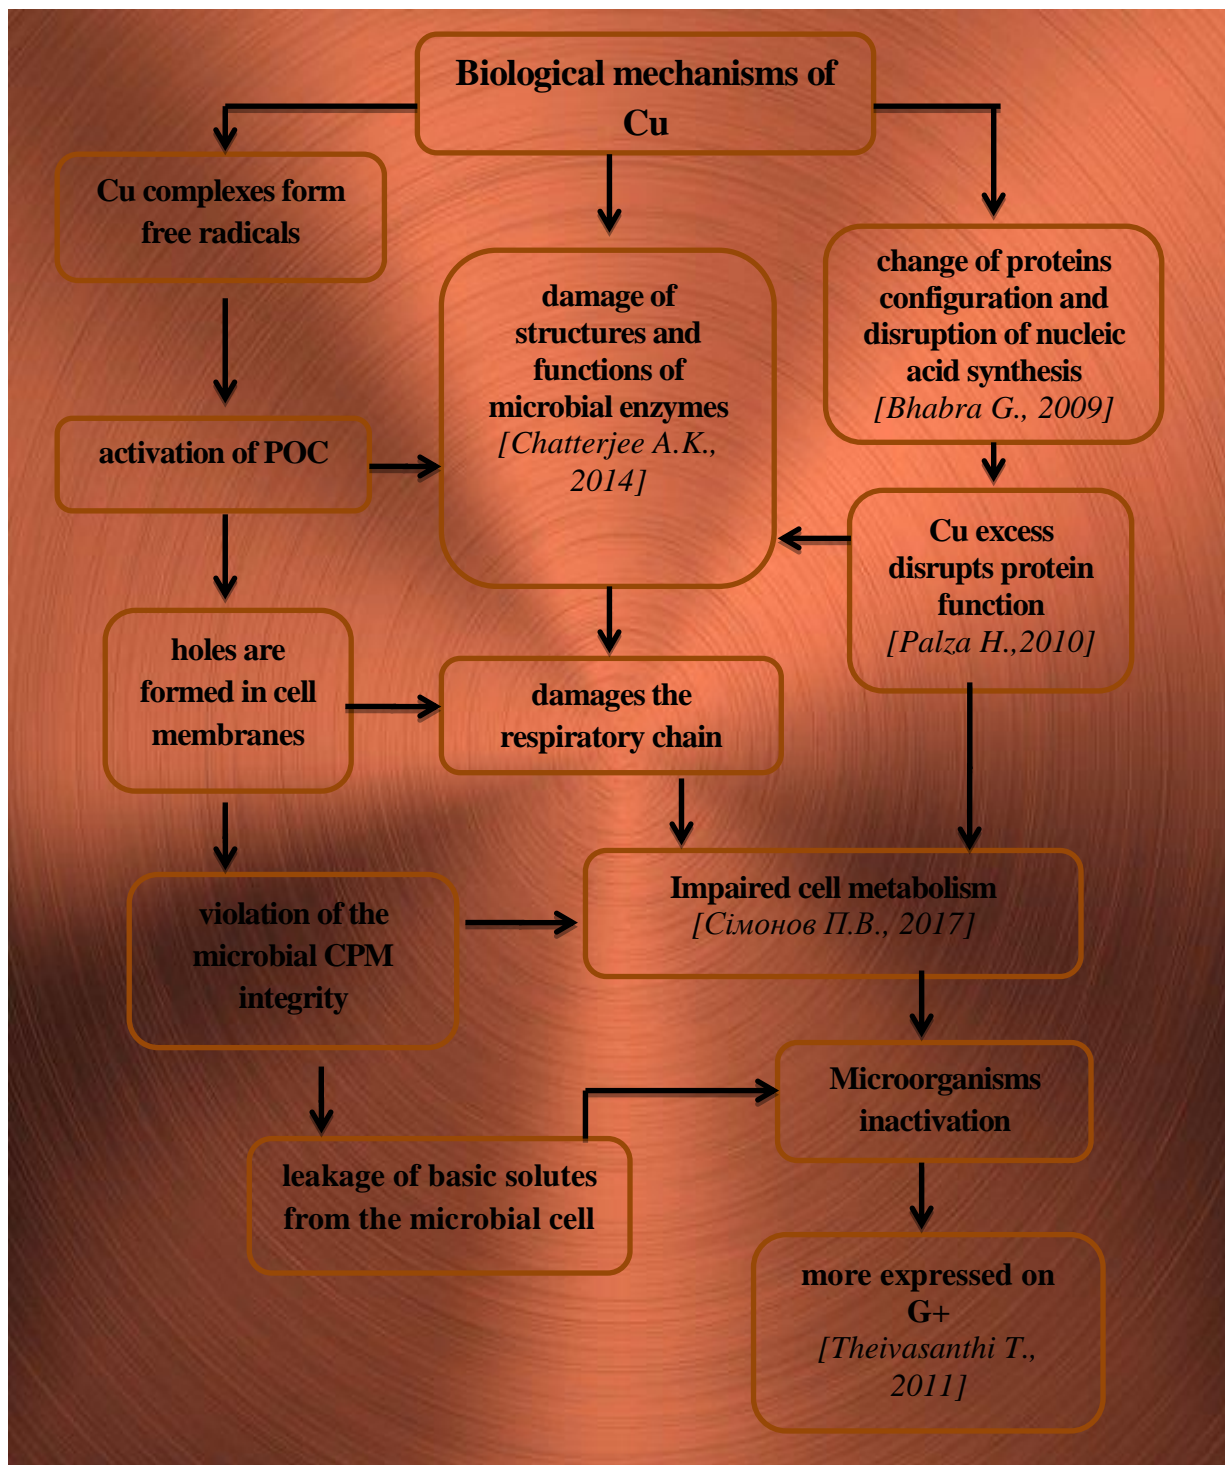 Biological mechanisms of
Cu
Cu complexes form
free radicals
damage of
structures and
functions of
microbial enzymes
[Chatterjee A.K.,
2014]
change of proteins
configuration and
disruption of nucleic
acid synthesis
[Bhabra G., 2009]
activation of POC
Cu excess
disrupts protein
function
[Palza H.,2010]
holes are
formed in cell
membranes
damages the
respiratory chain
violation of the
microbial CPM
integrity
Impaired cell metabolism
[Сімонов П.В., 2017]
Microorganisms
inactivation
leakage of basic solutes
from the microbial cell
more expressed on
G+
[Theivasanthi T.,
2011]